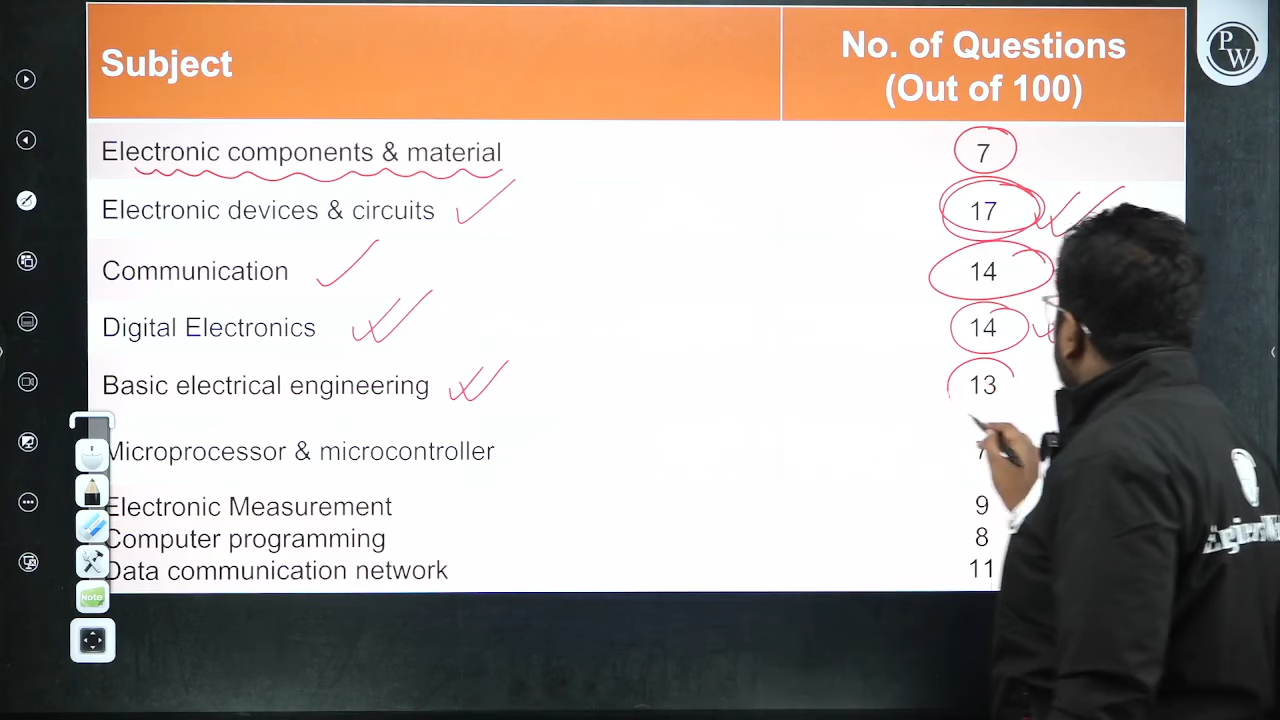 Subject
No. of Questions
(Out of 100)
PW
Electronic components & material 7
Electronic devices & circuits 17
Communication 14
Digital Electronics 14
Basic electrical engineering 13
Microprocessor & microcontroller
Electronic Measurement 9
Computer programming 8
Data communication network 11
Note